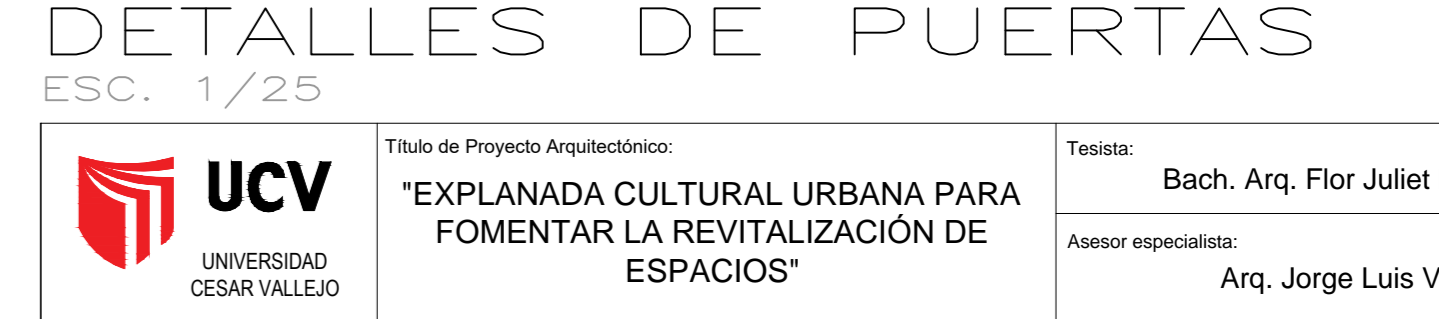 DETALLES DE PUERTAS
ESC. 1/25
UCV
UNIVERSIDAD
CESAR VALLEJO
Título de Proyecto Arquitectónico:
"EXPLANADA CULTURAL URBANA PARA
FOMENTAR LA REVITALIZACIÓN DE
ESPACIOS"
Tesista:
Bach. Arq. Flor Juliet
Asesor especialista:
Arq. Jorge Luis V